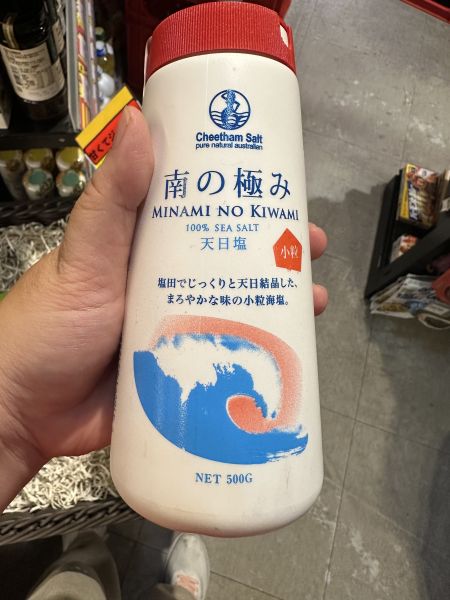 Cheetham Salt
pure natural australian
南の極み
MINAMI NO KIWAMI
100% SEA SALT
天日塩
小粒
塩田でじっくりと天日結晶した、
まろやかな味の小粒海塩。
NET 500G